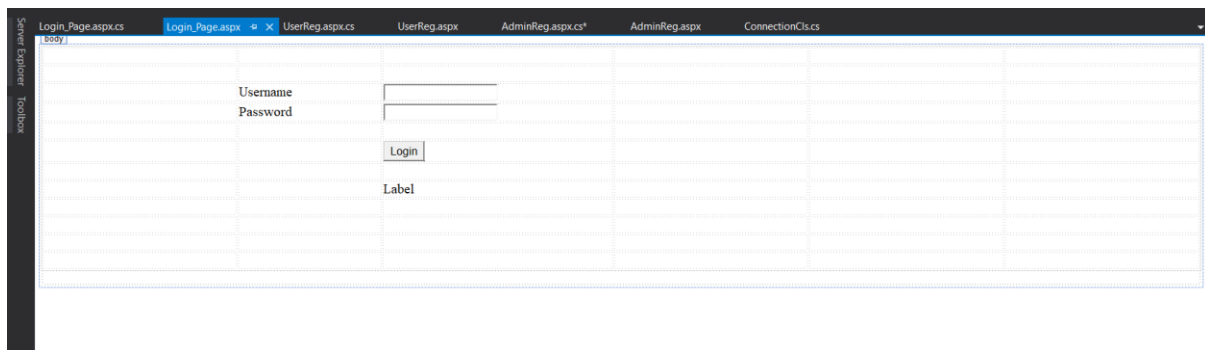 Server Explorer
Toolbox
Login_Page.aspx.cs Login_Page.aspx UserReg.aspx.cs UserReg.aspx AdminReg.aspx.cs* AdminReg.aspx ConnectionCls.cs
body
Username
Password
Login
Label